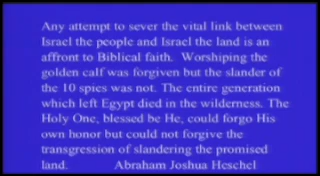 Any attempt to sever the vital link between
Israel the people and Israel the land is an
affront to Biblical faith. Worshiping the
golden calf was forgiven but the slander of
the 10 spies was not. The entire generation
which left Egypt died in the wilderness. The
Holy One, blessed be He, could forgo His
own honor but could not forgive the
transgression of slandering the promised
land. Abraham Joshua Heschel